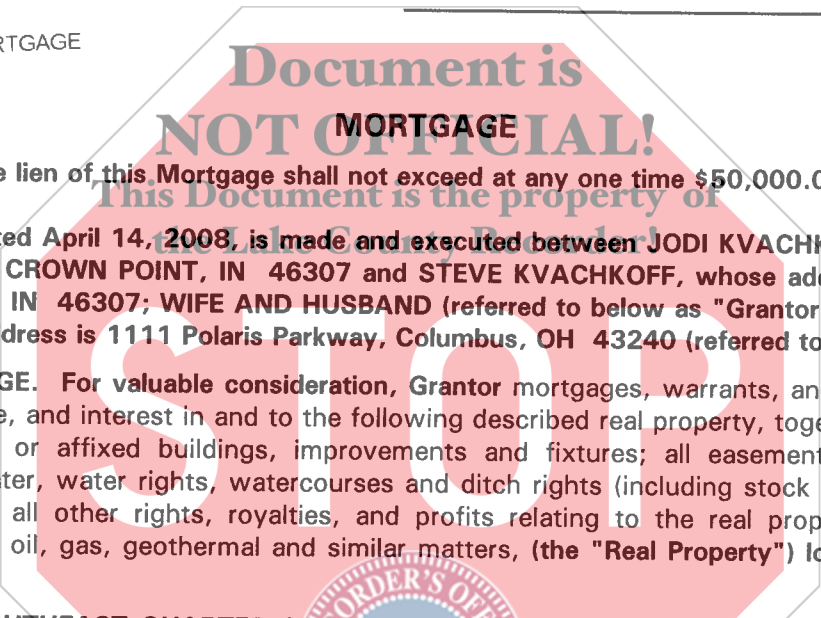 RTGAGE
Document is
NOT OFFICIAL!
MORTGAGE
e lien of this Mortgage shall not exceed at any one time $50,000.0
This Document is the property of
the Lake County Recorder!
ted April 14, 2008, is made and executed between JODI KVACHK
CROWN POINT, IN 46307 and STEVE KVACHKOFF, whose add
IN 46307; WIFE AND HUSBAND (referred to below as "Grantor
dress is 1111 Polaris Parkway, Columbus, OH 43240 (referred to
STOP
GE. For valuable consideration, Grantor mortgages, warrants, an
e, and interest in and to the following described real property, toge
or affixed buildings, improvements and fixtures; all easement
ter, water rights, watercourses and ditch rights (including stock
all other rights, royalties, and profits relating to the real prop
oil, gas, geothermal and similar matters, (the "Real Property") lo
ORDER'S OF